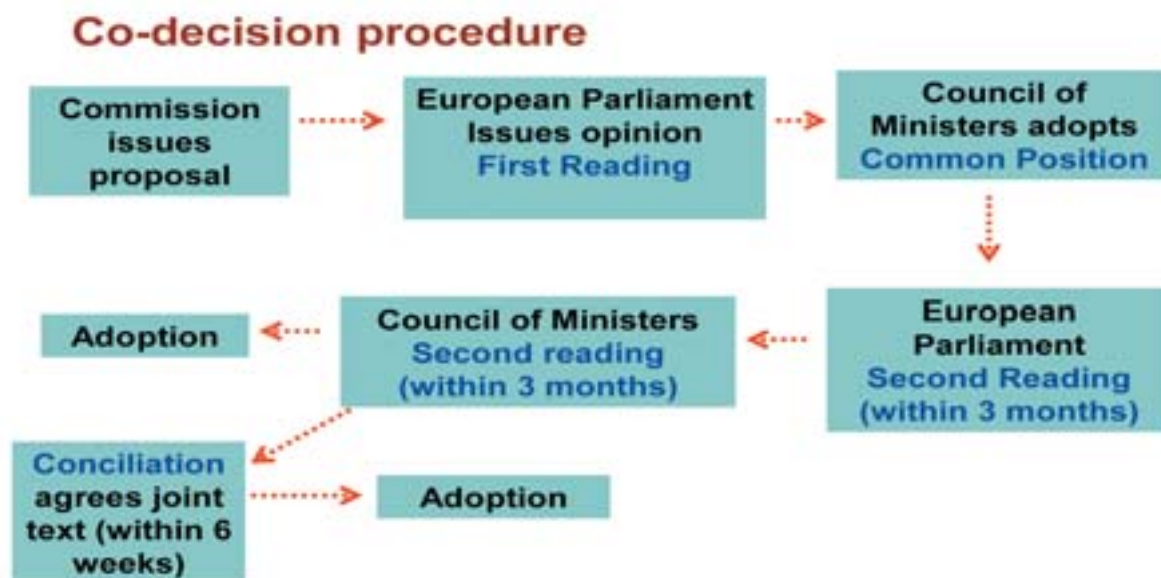 Co-decision procedure
Commission
issues
proposal
European Parliament
Issues opinion
First Reading
Council of
Ministers adopts
Common Position
European
Parliament
Second Reading
(within 3 months)
Council of Ministers
Second reading
(within 3 months)
Adoption
Conciliation
agrees joint
text (within 6
weeks)
Adoption